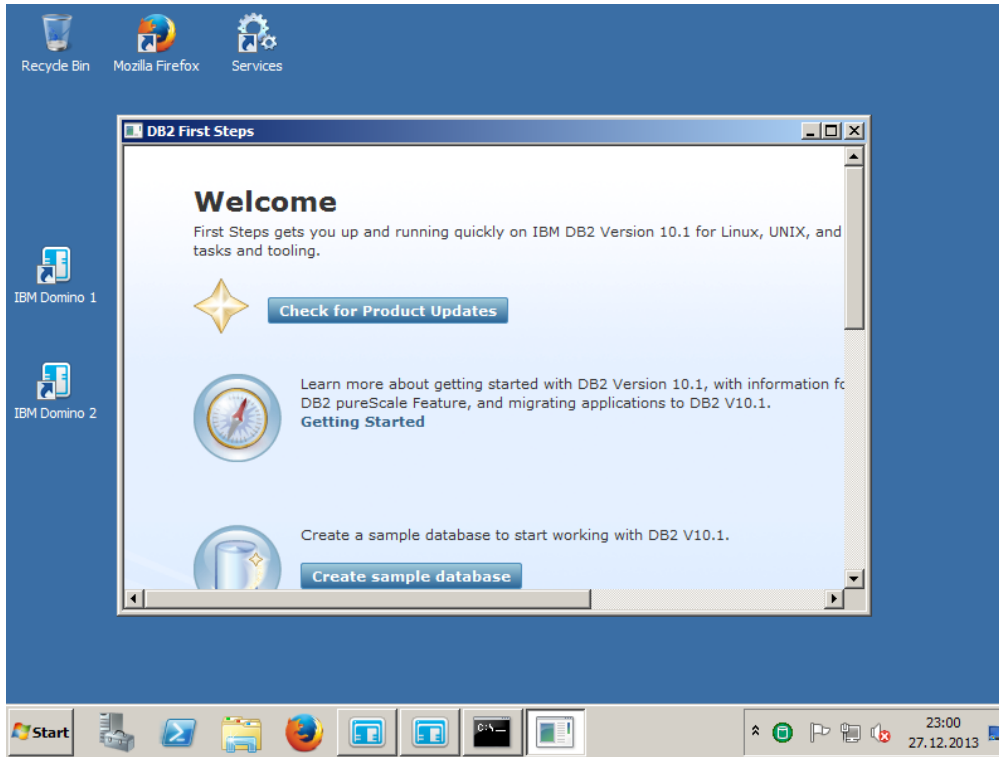 Recycle Bin
Mozilla Firefox
Services
DB2 First Steps
Welcome
First Steps gets you up and running quickly on IBM DB2 Version 10.1 for Linux, UNIX, and
tasks and tooling.
Check for Product Updates
Learn more about getting started with DB2 Version 10.1, with information fo
DB2 pureScale Feature, and migrating applications to DB2 V10.1.
Getting Started
Create a sample database to start working with DB2 V10.1.
Create sample database
IBM Domino 1
IBM Domino 2
Start
C:\_
23:00
27.12.2013